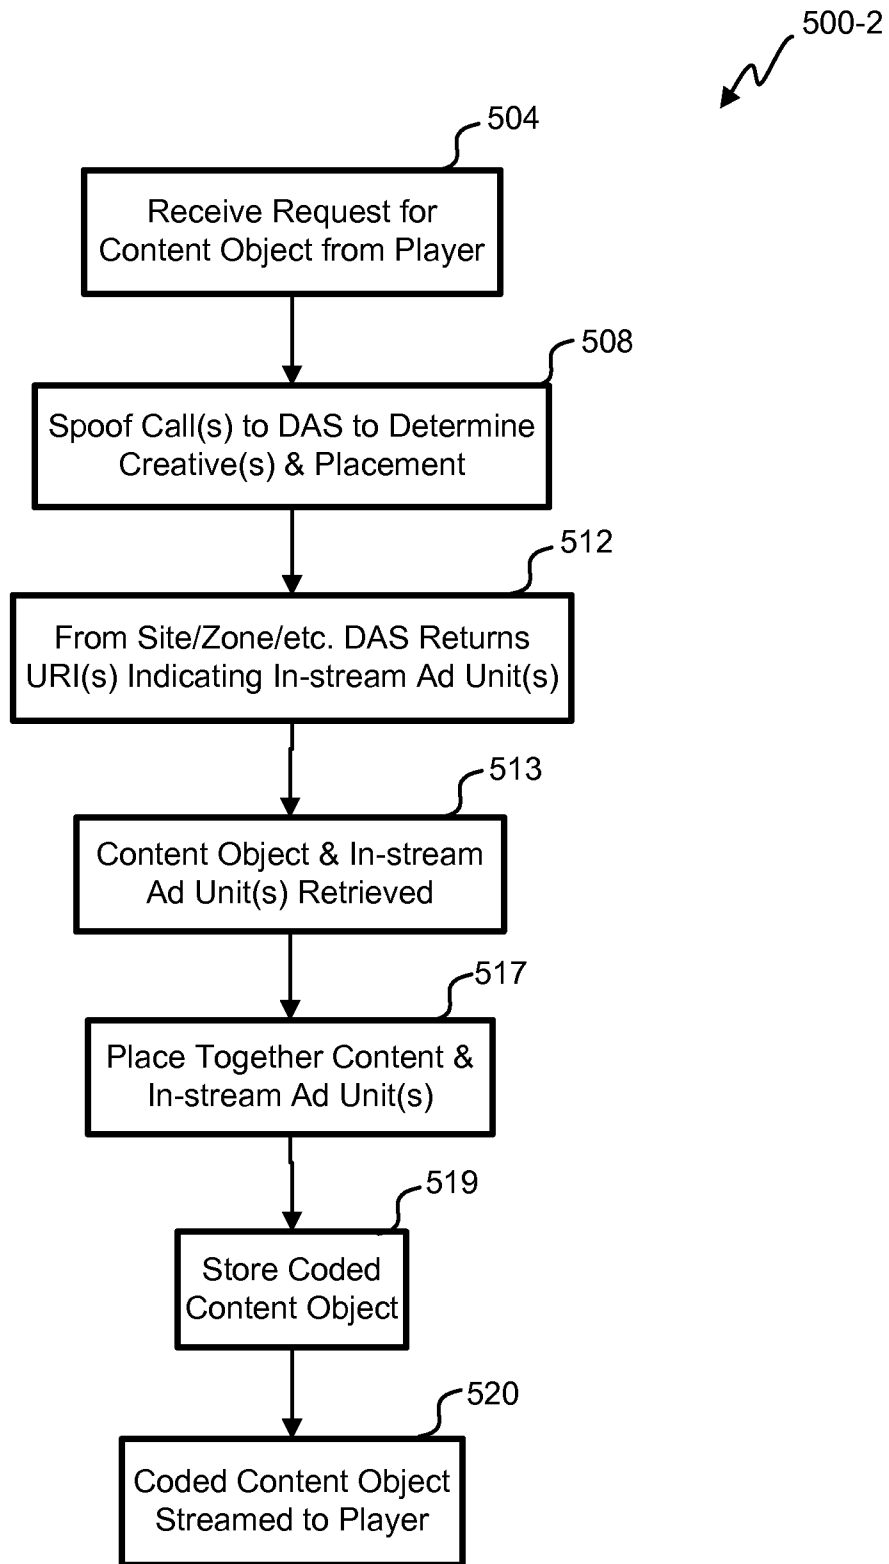 500-2
504
Receive Request for
Content Object from Player
508
Spoof Call(s) to DAS to Determine
Creative(s) & Placement
512
From Site/Zone/etc. DAS Returns
URI(s) Indicating In-stream Ad Unit(s)
513
Content Object & In-stream
Ad Unit(s) Retrieved
517
Place Together Content &
In-stream Ad Unit(s)
519
Store Coded
Content Object
520
Coded Content Object
Streamed to Player